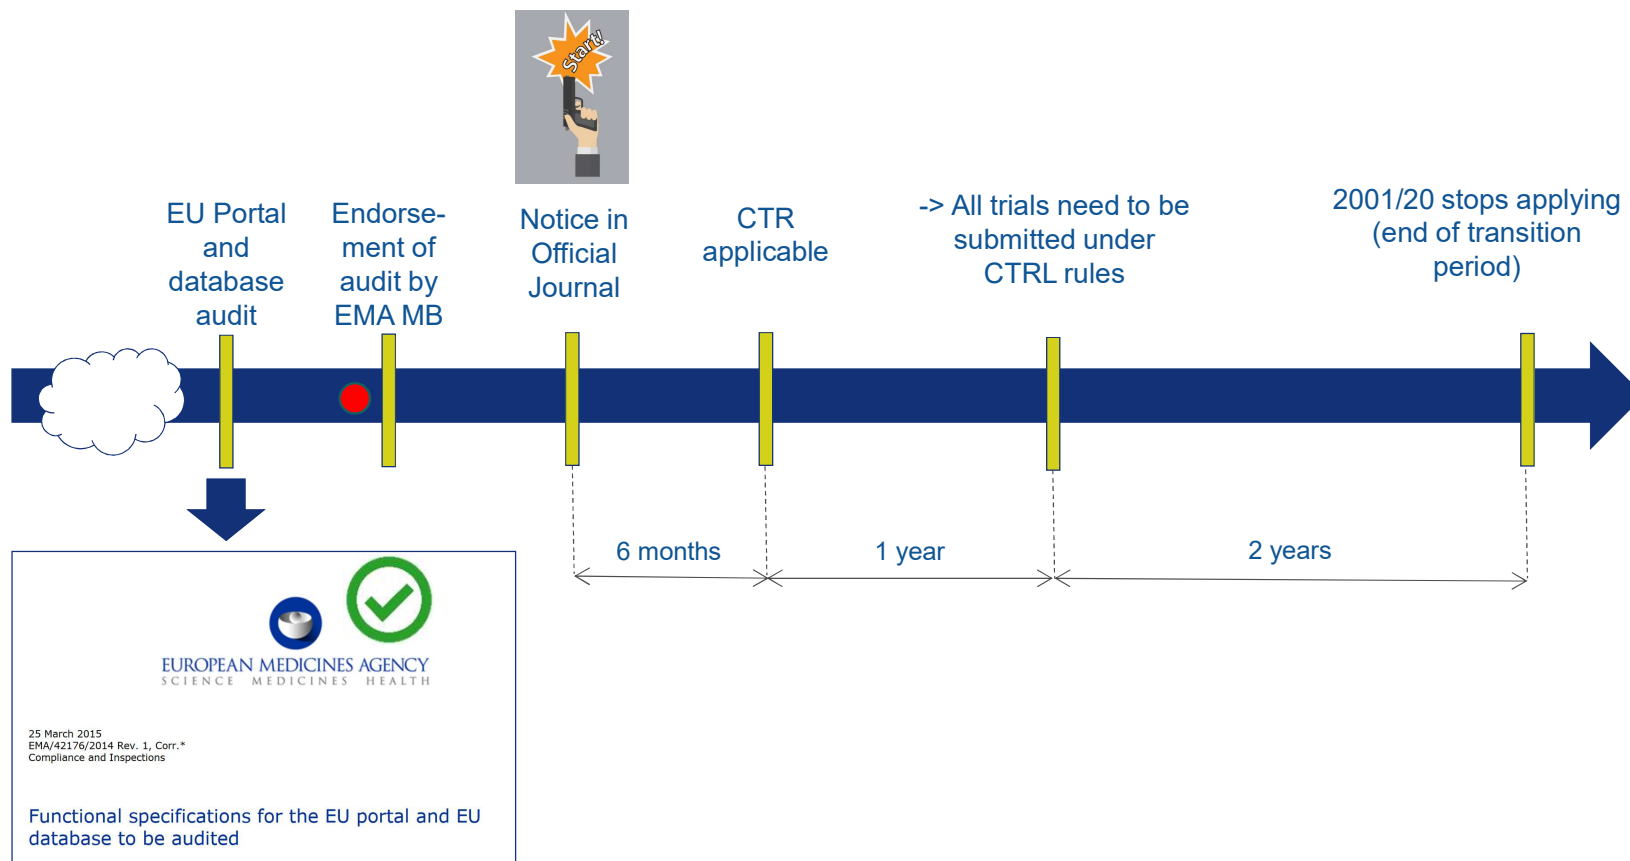 Start!
EU Portal
and
database
audit
Endorse-
ment of
audit by
EMA MB
Notice in
Official
Journal
CTR
applicable
-> All trials need to be
submitted under
CTRL rules
2001/20 stops applying
(end of transition
period)
6 months
1 year
2 years
EUROPEAN MEDICINES AGENCY
SCIENCE MEDICINES HEALTH
25 March 2015
EMA/42176/2014 Rev. 1, Corr.*
Compliance and Inspections
Functional specifications for the EU portal and EU
database to be audited